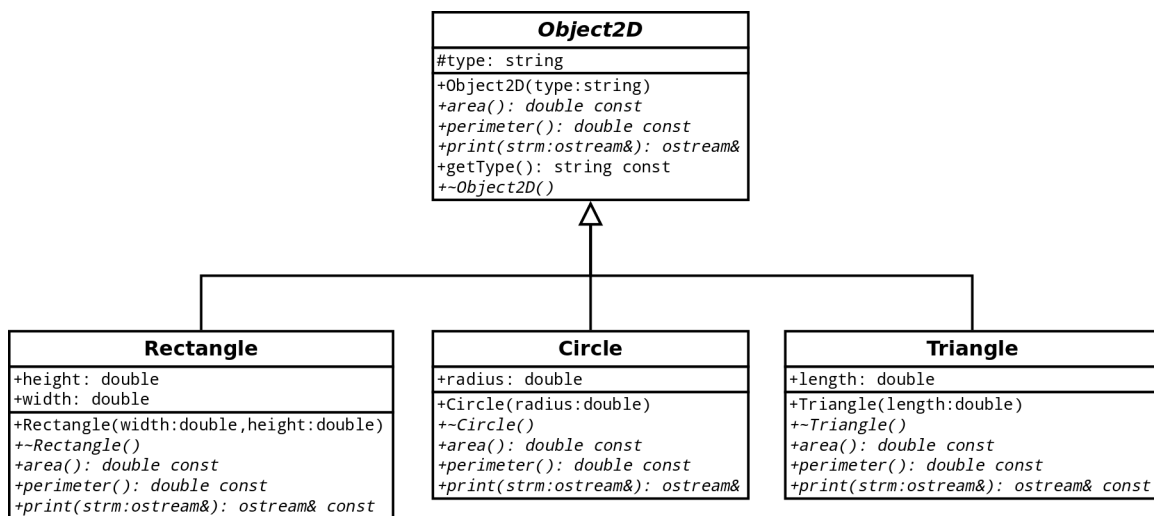 Object2D
#type: string
+Object2D(type:string)
+area(): double const
+perimeter(): double const
+print(strm:ostream&): ostream&
+getType(): string const
+~Object2D()
Rectangle
+height: double
+width: double
+Rectangle(width:double,height:double)
+~Rectangle()
+area(): double const
+perimeter(): double const
+print(strm:ostream&): ostream& const
Circle
+radius: double
+Circle(radius:double)
+~Circle()
+area(): double const
+perimeter(): double const
+print(strm:ostream&): ostream&
Triangle
+length: double
+Triangle(length:double)
+~Triangle()
+area(): double const
+perimeter(): double const
+print(strm:ostream&): ostream& const